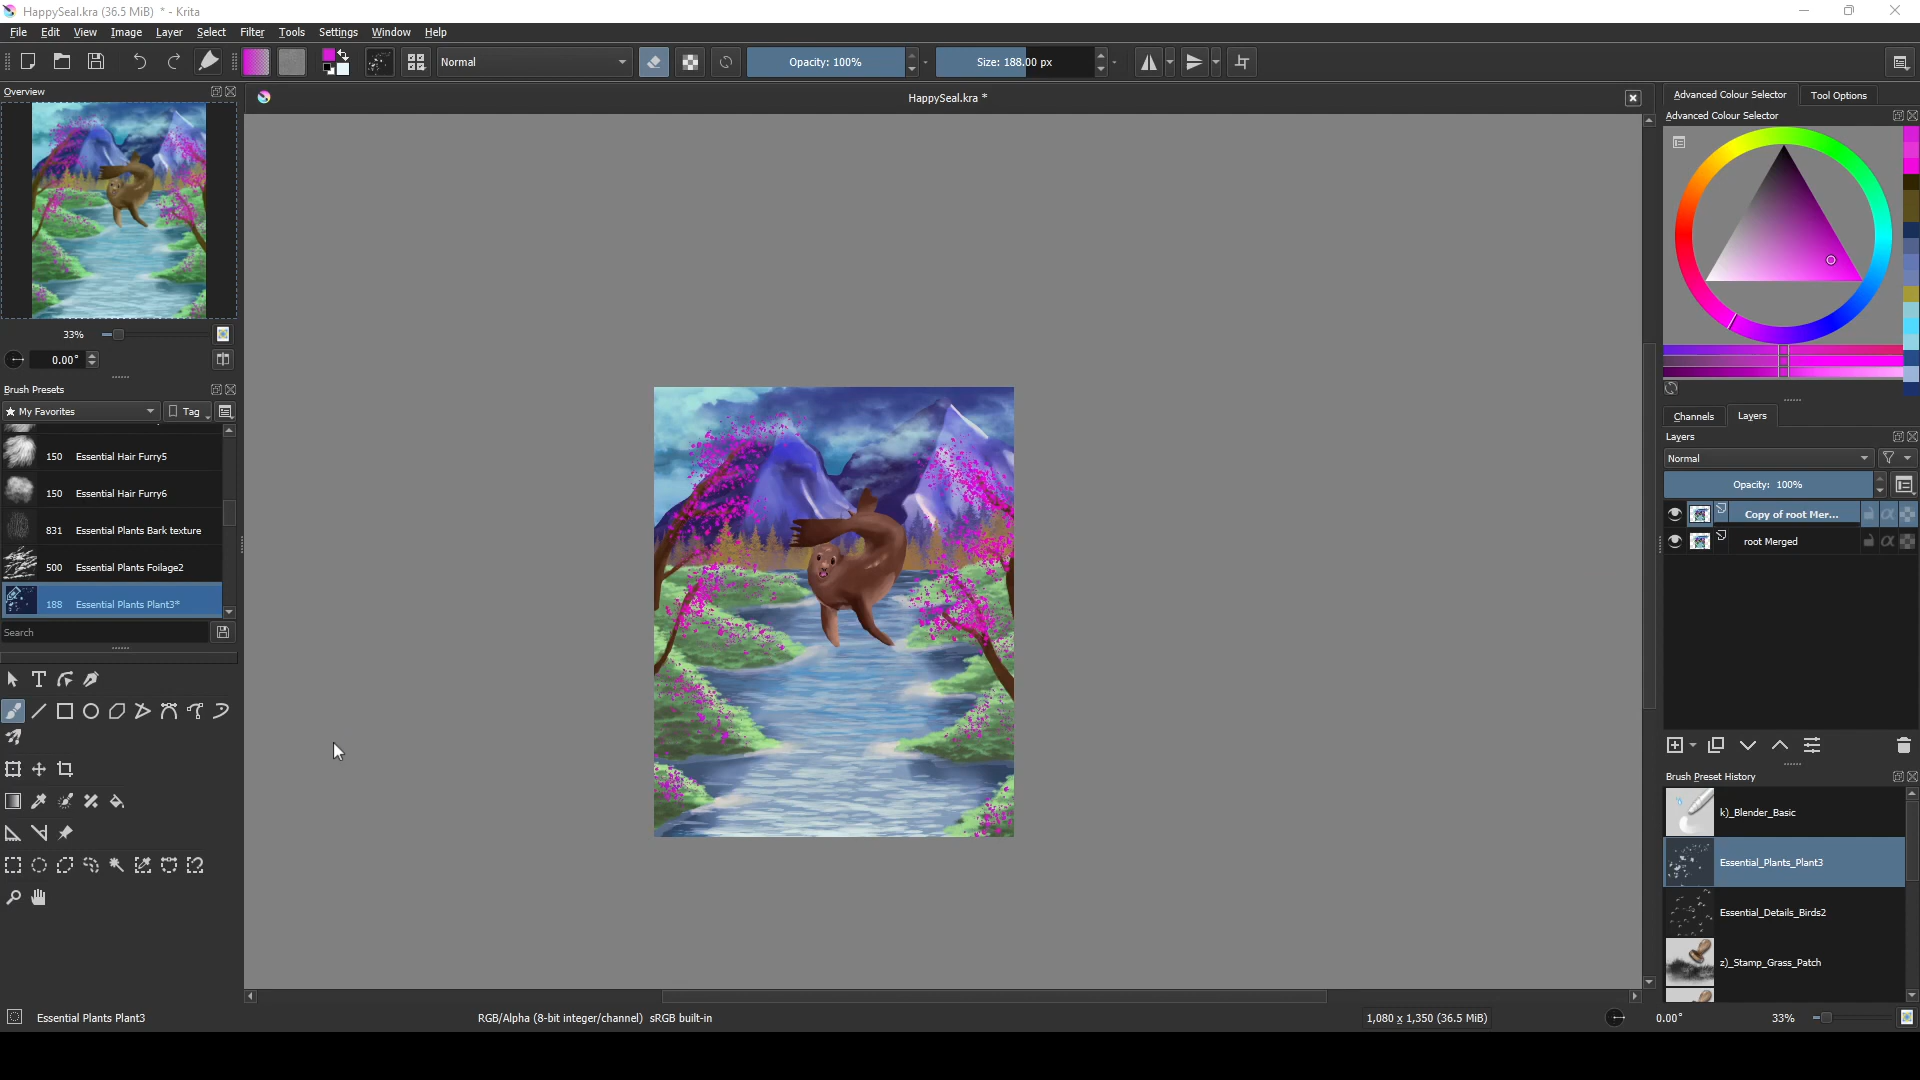 HappySeal.kra (36.5 MiB) * - Krita
File Edit View Image Layer Select Filter Tools Settings Window Help
Normal
Opacity: 100%
Size: 188.00 px
Overview
HappySeal.kra *
33%
0.00°
Brush Presets
★ My Favorites
Tag
150 Essential Hair Furry5
150 Essential Hair Furry6
831 Essential Plants Bark texture
500 Essential Plants Foilage2
188 Essential Plants Plant3*
Search
Advanced Colour Selector
Tool Options
Advanced Colour Selector
Channels
Layers
Layers
Normal
Opacity: 100%
Copy of root Mer...
root Merged
Brush Preset History
k)_Blender_Basic
Essential_Plants_Plant3
Essential_Details_Birds2
z)_Stamp_Grass_Patch
Essential Plants Plant3
RGB/Alpha (8-bit integer/channel) sRGB built-in
1,080 x 1,350 (36.5 MiB)
0.00°
33%